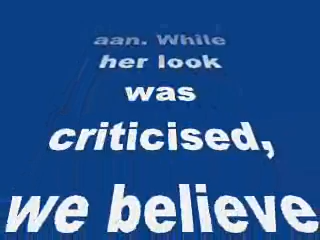 aan. While
her look
was
criticised,
we believe